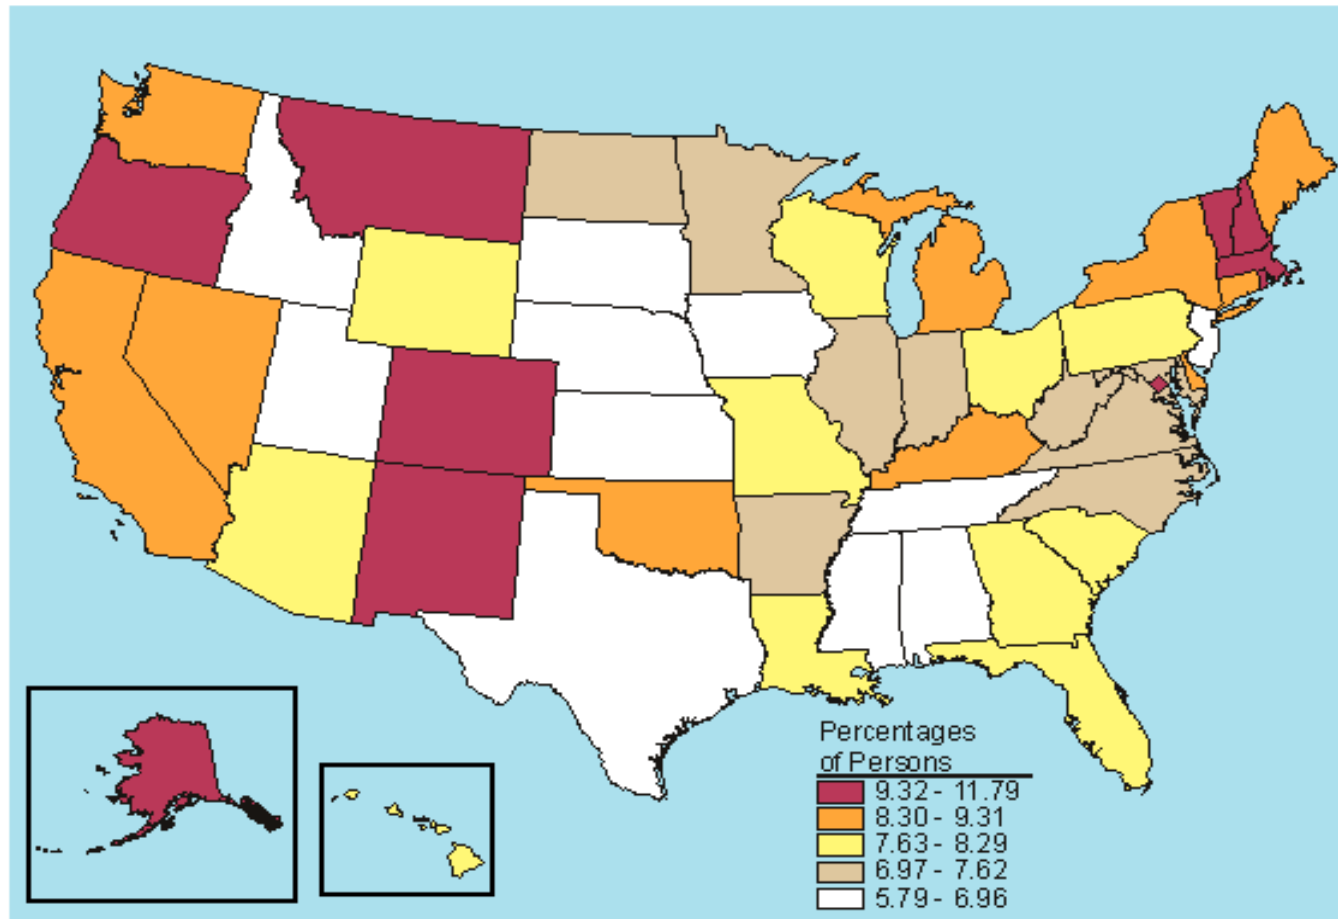 Percentages
of Persons
9.32 - 11.79
8.30 - 9.31
7.63 - 8.29
6.97 - 7.62
5.79 - 6.96